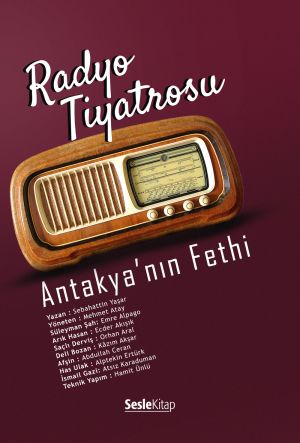 Radyo
Tiyatrosu
Antakya'nın Fethi
Yazan : Sebahattin Yaşar
Yöneten : Mehmet Atay
Süleyman Şah: Emre Alpago
Arık Hasan : Ecder Akışık
Saçlı Derviş : Orhan Aral
Deli Bozan : Kâzım Akşar
Afşin : Abdullah Ceran
Has Ulak : Alptekin Ertürk
İsmail Gazi: Atsız Karaduman
Teknik Yapım : Hamit Ünlü
SesleKitap